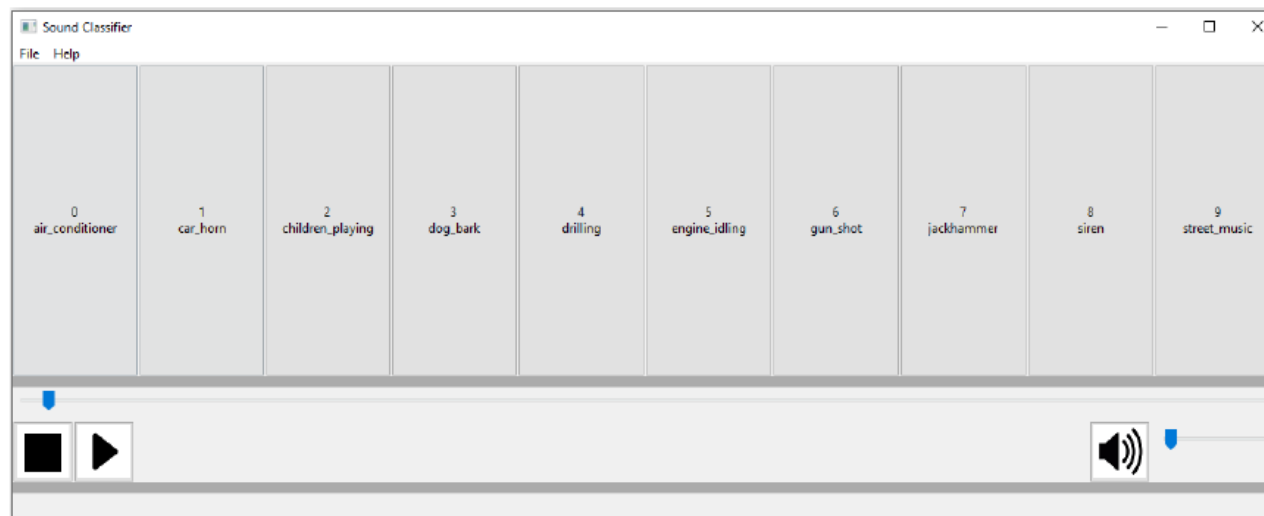 Sound Classifier
File Help
0
air_conditioner
1
car_horn
2
children_playing
3
dog_bark
4
drilling
5
engine_idling
6
gun_shot
7
jackhammer
8
siren
9
street_music